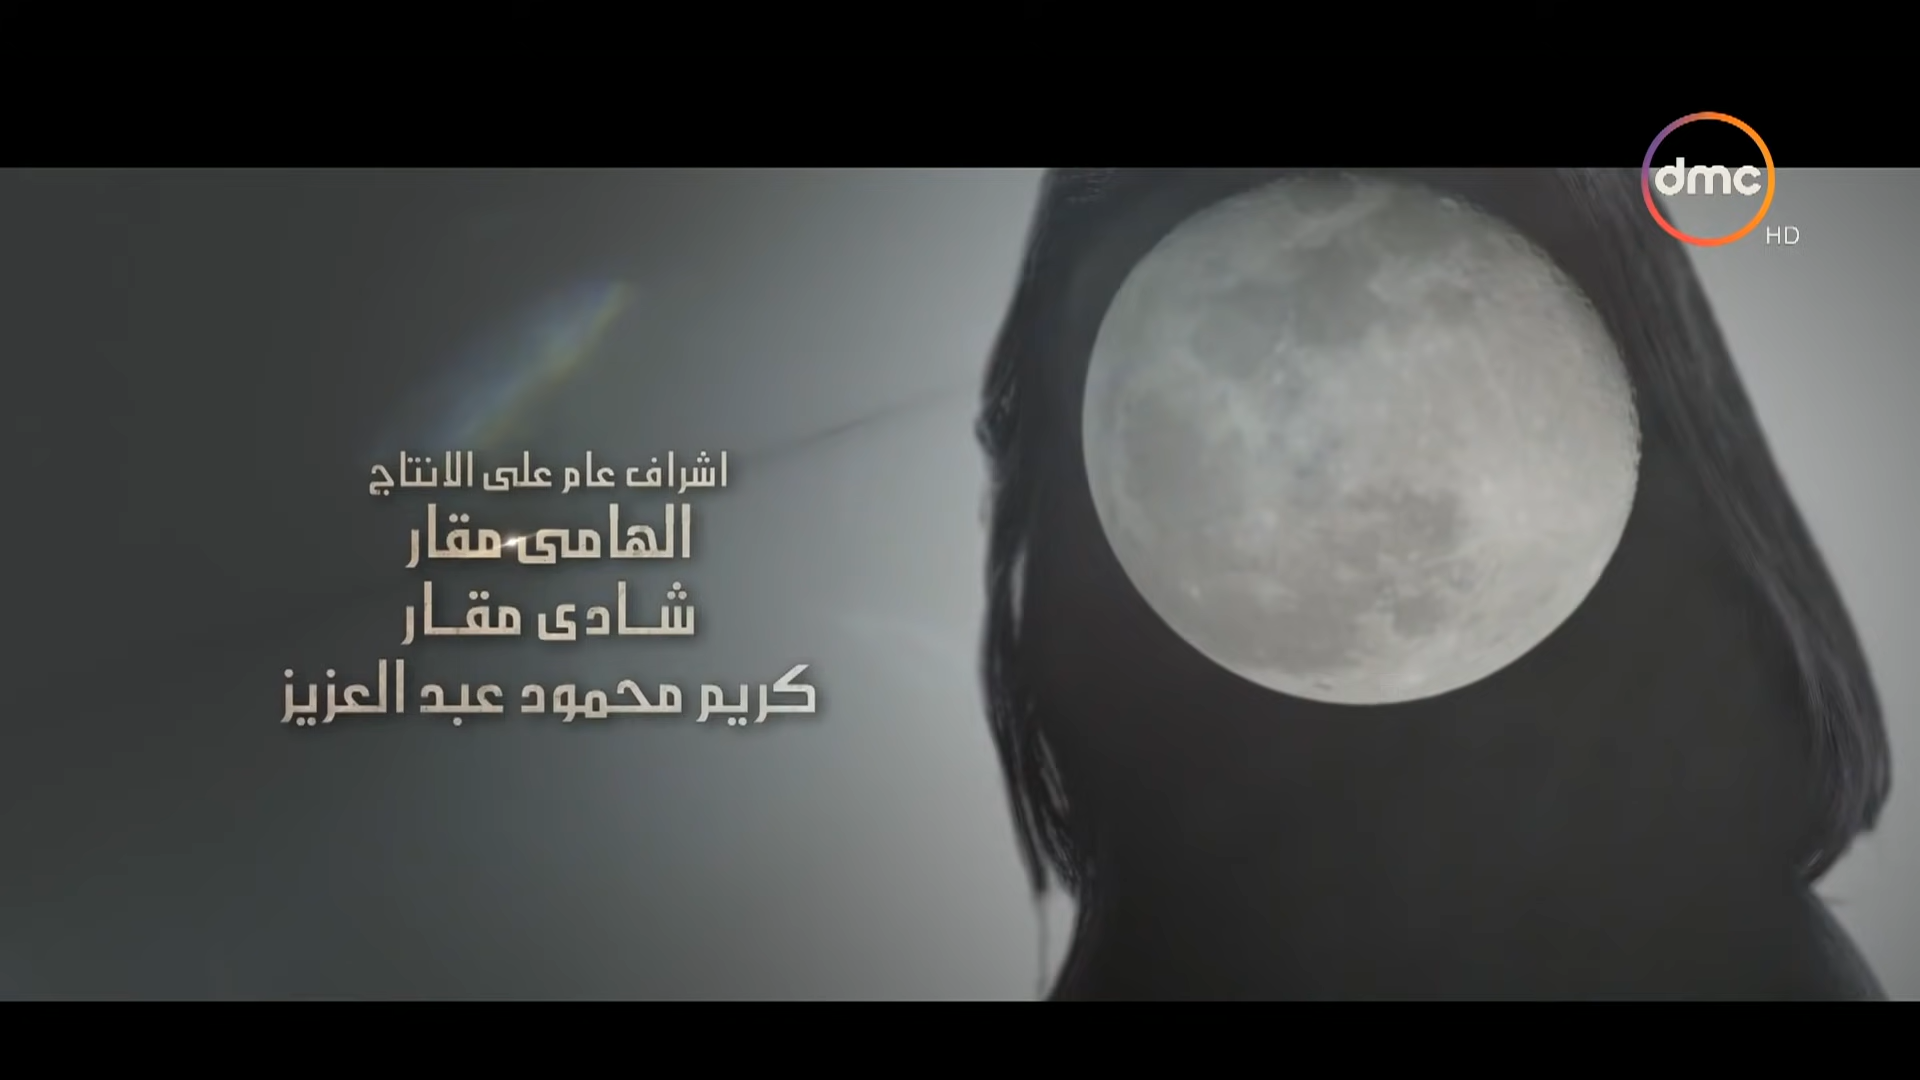 dmc
HD
اشراف عام على الانتاج
الهامى مقار
شادى مقار
كريم محمود عبد العزيز